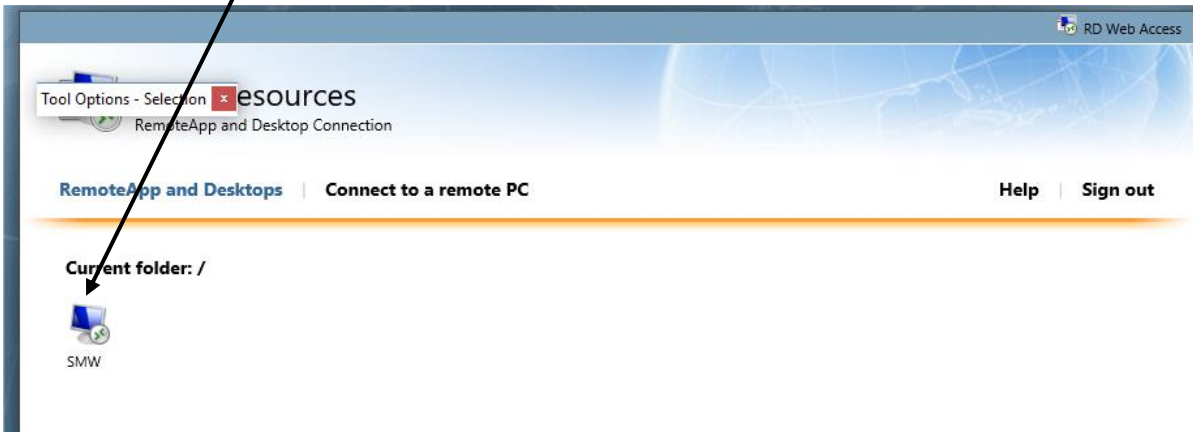 RD Web Access
Tool Options - Selection x esources
RemoteApp and Desktop Connection
RemoteApp and Desktops | Connect to a remote PC
Help | Sign out
Current folder: /
SMW